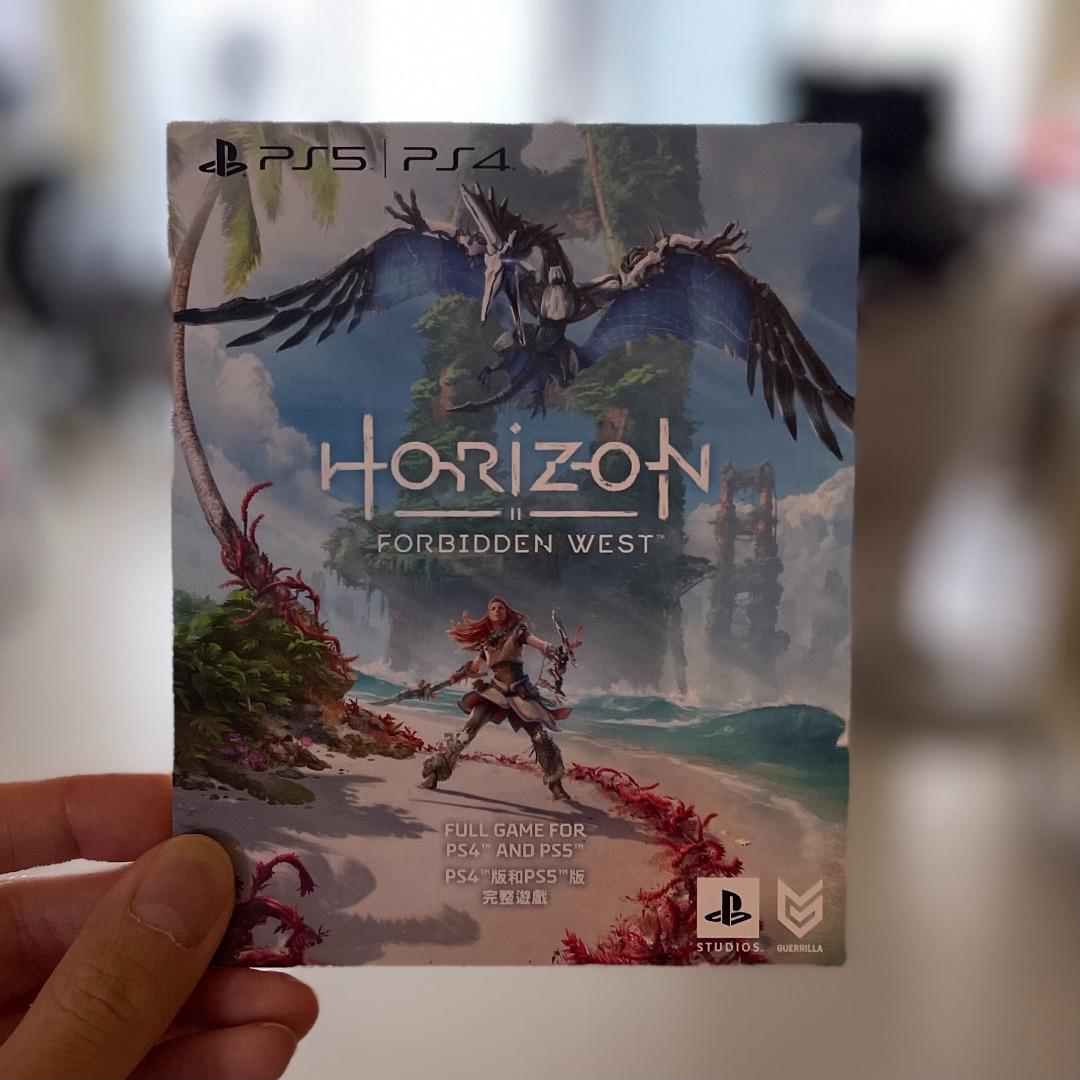 PS5 | PS4
HORIZON
II
FORBIDDEN WEST™
FULL GAME FOR
PS4™ AND PS5™
PS4™版和PS5™版
完整遊戲
STUDIOS.
GUERRILLA